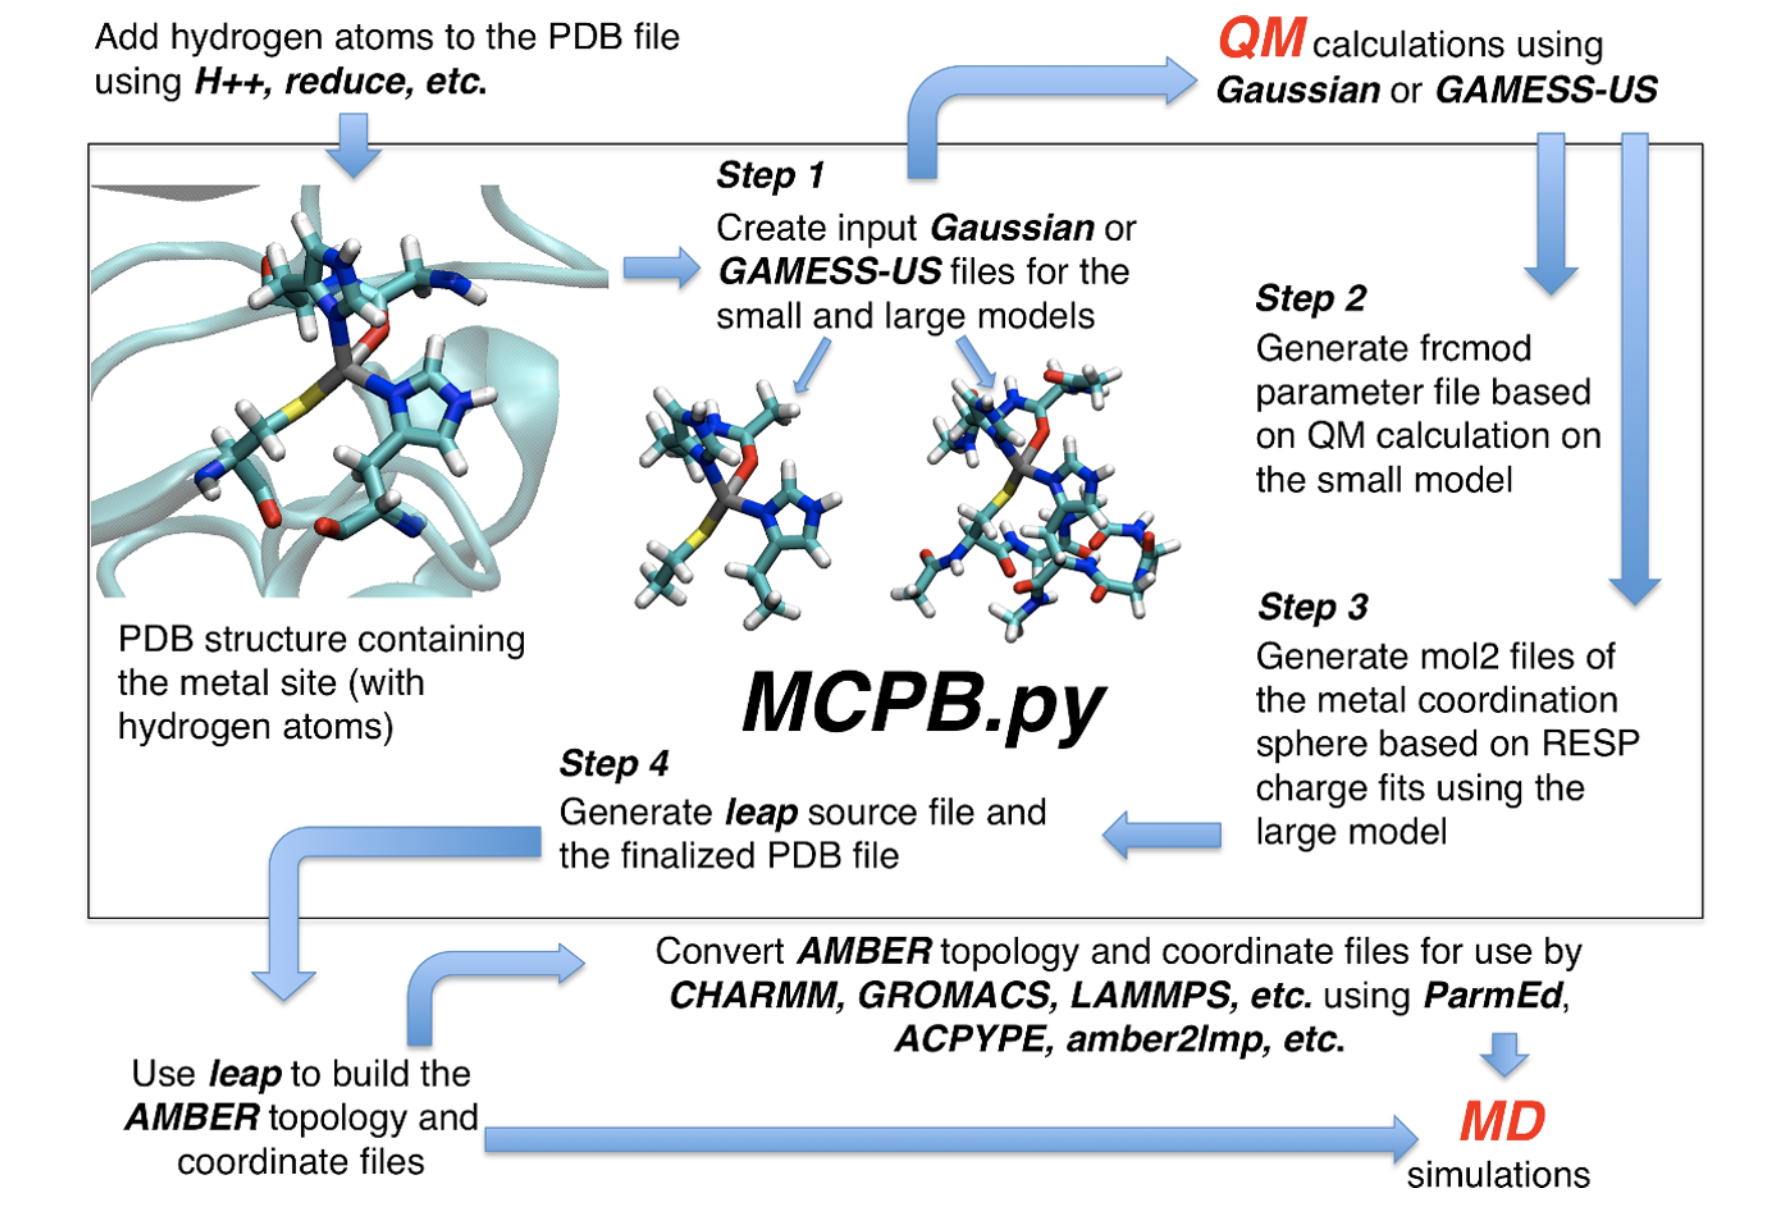 Add hydrogen atoms to the PDB file
using H++, reduce, etc.
QM calculations using
Gaussian or GAMESS-US
Step 1
Create input Gaussian or
GAMESS-US files for the
small and large models
PDB structure containing
the metal site (with
hydrogen atoms)
Step 2
Generate frcmod
parameter file based
on QM calculation on
the small model
Step 3
Generate mol2 files of
the metal coordination
sphere based on RESP
charge fits using the
large model
MCPB.py
Step 4
Generate leap source file and
the finalized PDB file
Use leap to build the
AMBER topology and
coordinate files
Convert AMBER topology and coordinate files for use by
CHARMM, GROMACS, LAMMPS, etc. using ParmEd,
ACPYPE, amber2lmp, etc.
MD
simulations